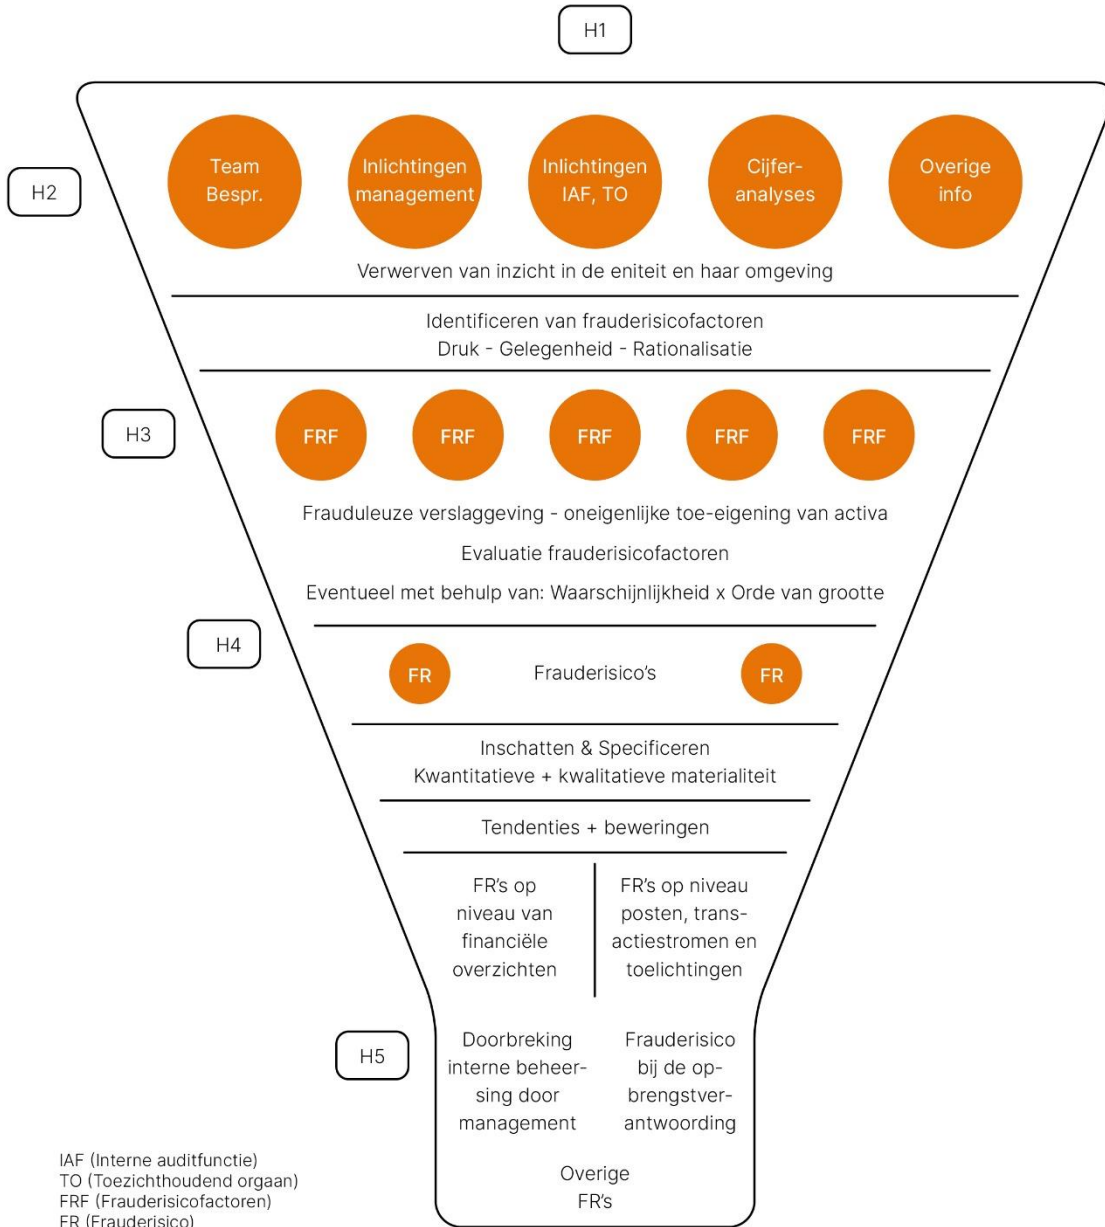 H1
H2
Team
Bespr.
Inlichtingen
management
Inlichtingen
IAF, TO
Cijfer-
analyses
Overige
info
Verwerven van inzicht in de eniteit en haar omgeving
Identificeren van frauderisicofactoren
Druk - Gelegenheid - Rationalisatie
H3
FRF
FRF
FRF
FRF
FRF
Frauduleuze verslaggeving - oneigenlijke toe-eigening van activa
Evaluatie frauderisicofactoren
Eventueel met behulp van: Waarschijnlijkheid x Orde van grootte
H4
FR
Frauderisico's
FR
Inschatten & Specificeren
Kwantitatieve + kwalitatieve materialiteit
Tendenties + beweringen
FR's op
niveau van
financiële
overzichten
FR's op niveau
posten, trans-
actiestromen en
toelichtingen
H5
Doorbreking
interne beheer-
sing door
management
Frauderisico
bij de op-
brengstver-
antwoording
Overige
FR's
IAF (Interne auditfunctie)
TO (Toezichthoudend orgaan)
FRF (Frauderisicofactoren)
FR (Frauderisico)